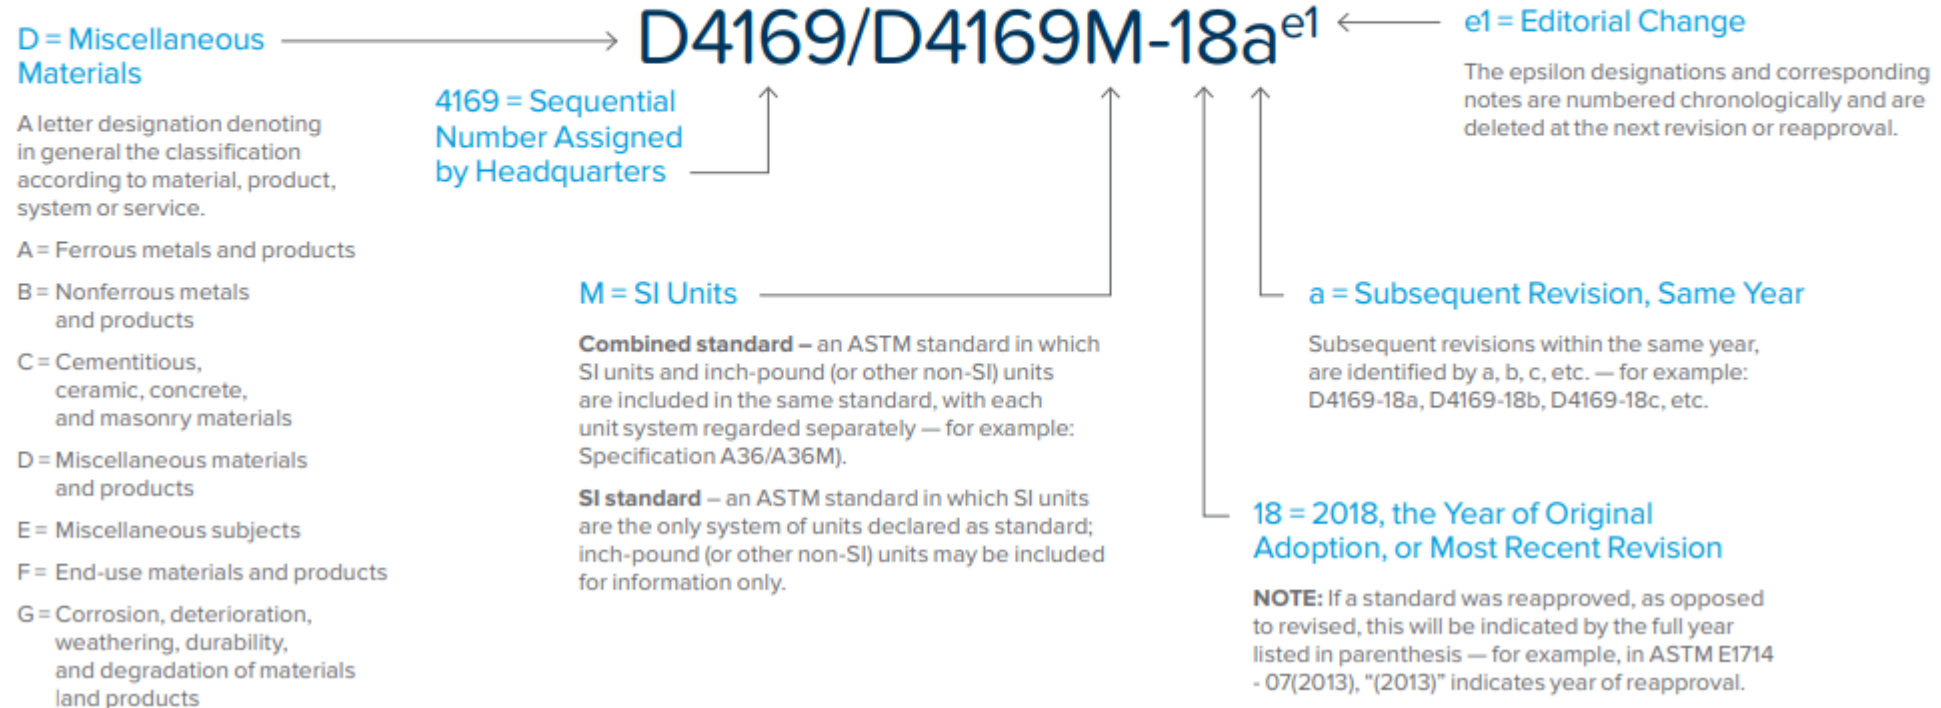 D4169/D4169M-18a^e1
D = Miscellaneous
Materials
A letter designation denoting
in general the classification
according to material, product,
system or service.
A = Ferrous metals and products
B = Nonferrous metals
and products
C = Cementitious,
ceramic, concrete,
and masonry materials
D = Miscellaneous materials
and products
E = Miscellaneous subjects
F = End-use materials and products
G = Corrosion, deterioration,
weathering, durability,
and degradation of materials
land products
4169 = Sequential
Number Assigned
by Headquarters
M = SI Units
Combined standard – an ASTM standard in which
SI units and inch-pound (or other non-SI) units
are included in the same standard, with each
unit system regarded separately — for example:
Specification A36/A36M).
SI standard – an ASTM standard in which SI units
are the only system of units declared as standard;
inch-pound (or other non-SI) units may be included
for information only.
e1 = Editorial Change
The epsilon designations and corresponding
notes are numbered chronologically and are
deleted at the next revision or reapproval.
a = Subsequent Revision, Same Year
Subsequent revisions within the same year,
are identified by a, b, c, etc. — for example:
D4169-18a, D4169-18b, D4169-18c, etc.
18 = 2018, the Year of Original
Adoption, or Most Recent Revision
NOTE: If a standard was reapproved, as opposed
to revised, this will be indicated by the full year
listed in parenthesis — for example, in ASTM E1714
- 07(2013), “(2013)” indicates year of reapproval.